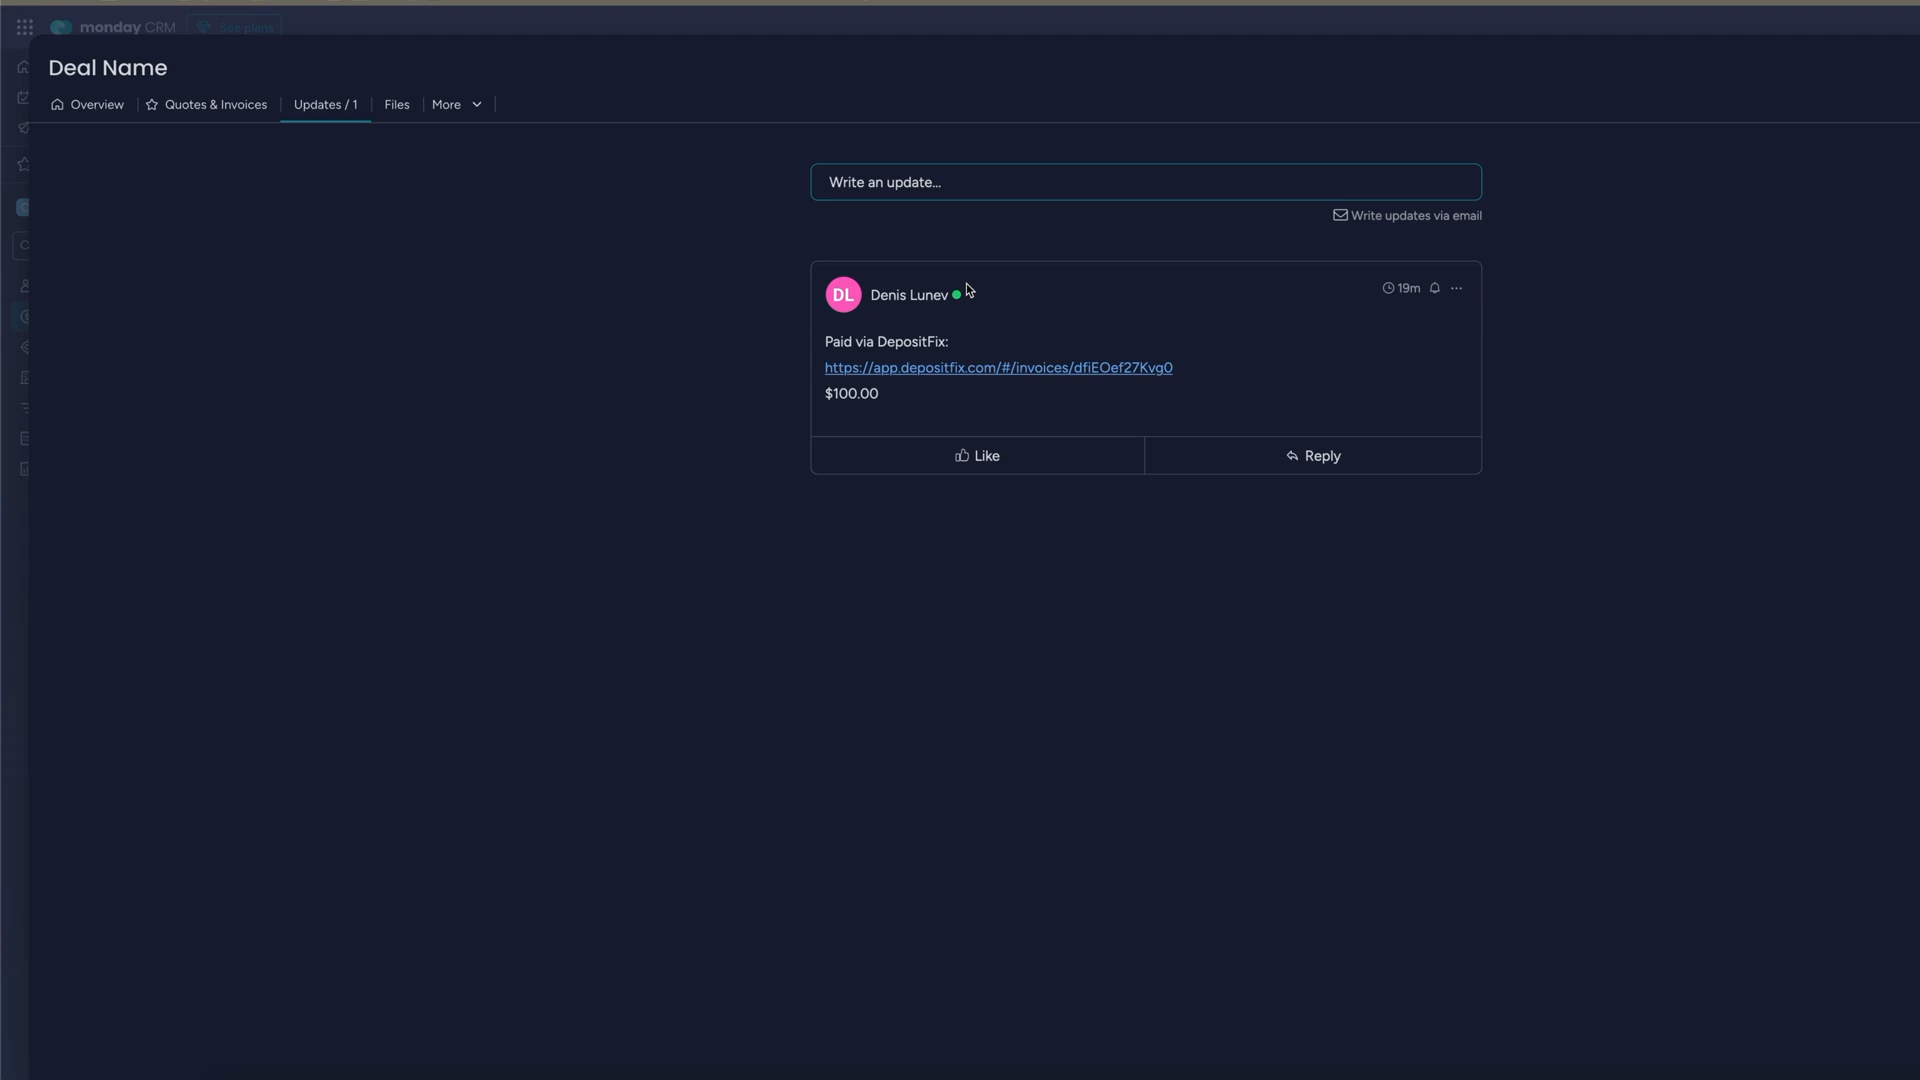 monday CRM
See plans
Deal Name
Overview
Quotes & Invoices
Updates / 1
Files
More
Write an update...
Write updates via email
DL
Denis Lunev
19m
Paid via DepositFix:
https://app.depositfix.com/#/invoices/dfiEOef27Kvg0
$100.00
Like
Reply